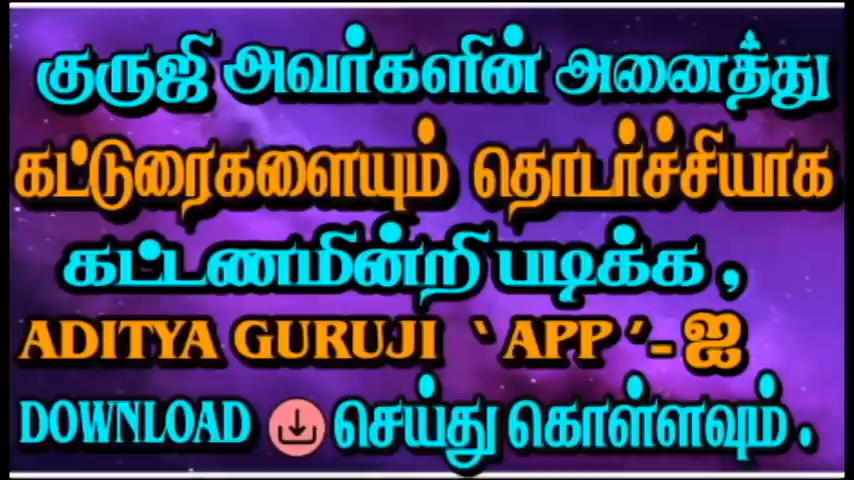 குருஜி அவர்களின் அனைத்து
கட்டுரைகளையும் தொடர்ச்சியாக
கட்டணமின்றி படிக்க ,
ADITYA GURUJI ‘ APP ’-ஐ
DOWNLOAD செய்து கொள்ளவும் .